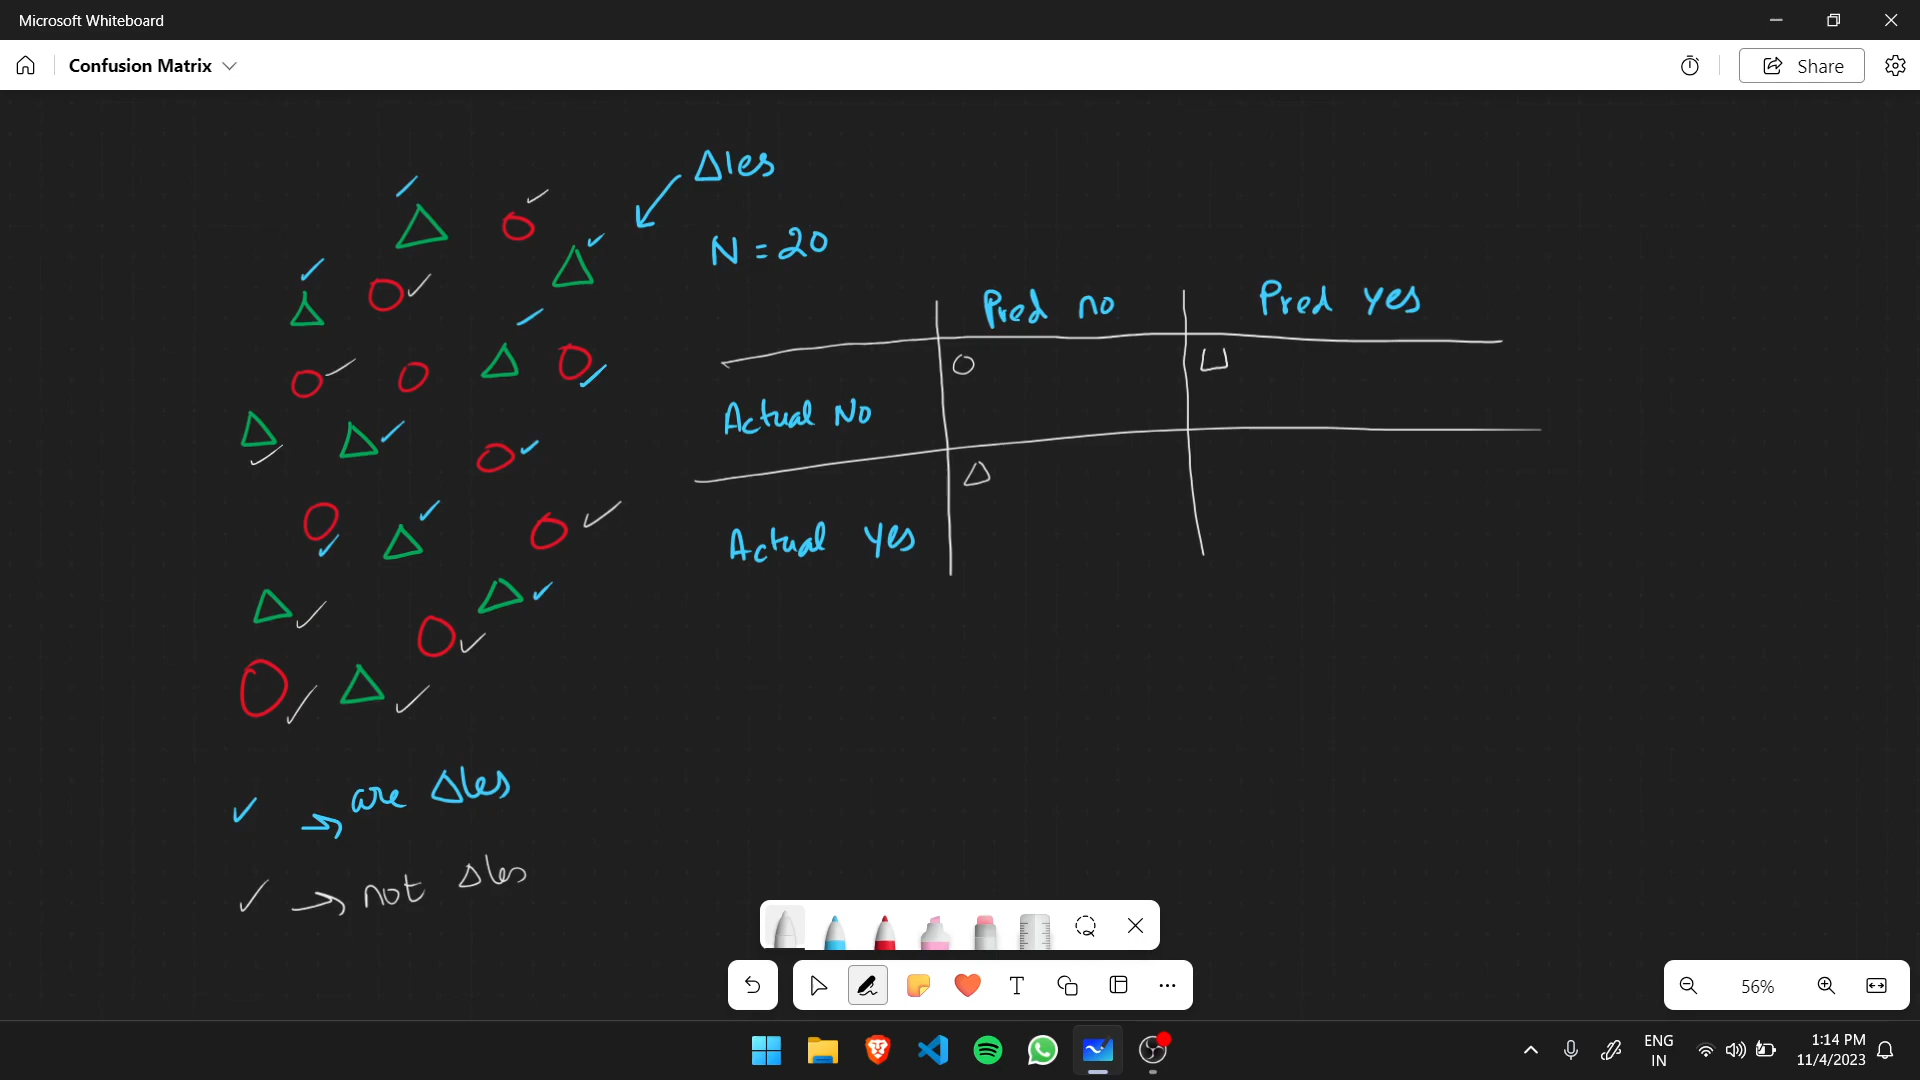 Microsoft Whiteboard
Confusion Matrix
Share
Δles
N = 20
Pred no
Pred yes
Actual No
Actual yes
✓ → are Δles
✓ → not Δles
56%
ENG
IN
1:14 PM
11/4/2023